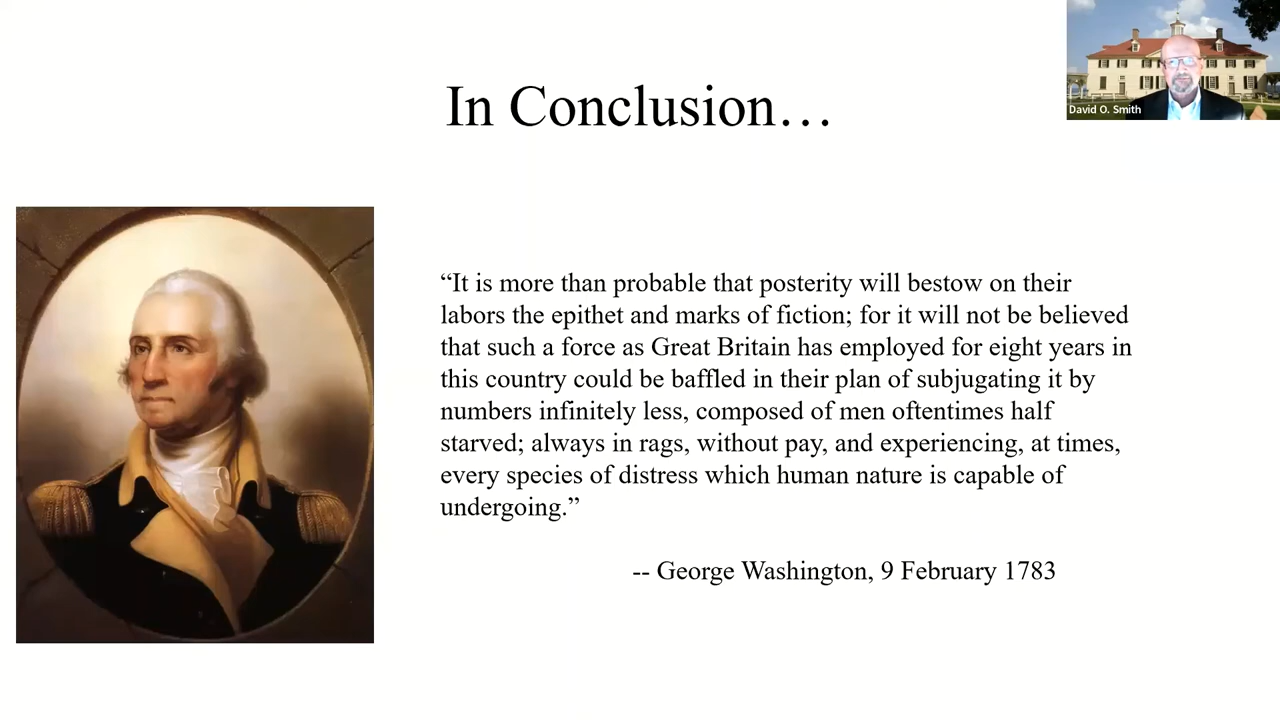 In Conclusion…
David O. Smith
“It is more than probable that posterity will bestow on their
labors the epithet and marks of fiction; for it will not be believed
that such a force as Great Britain has employed for eight years in
this country could be baffled in their plan of subjugating it by
numbers infinitely less, composed of men oftentimes half
starved; always in rags, without pay, and experiencing, at times,
every species of distress which human nature is capable of
undergoing.”
-- George Washington, 9 February 1783